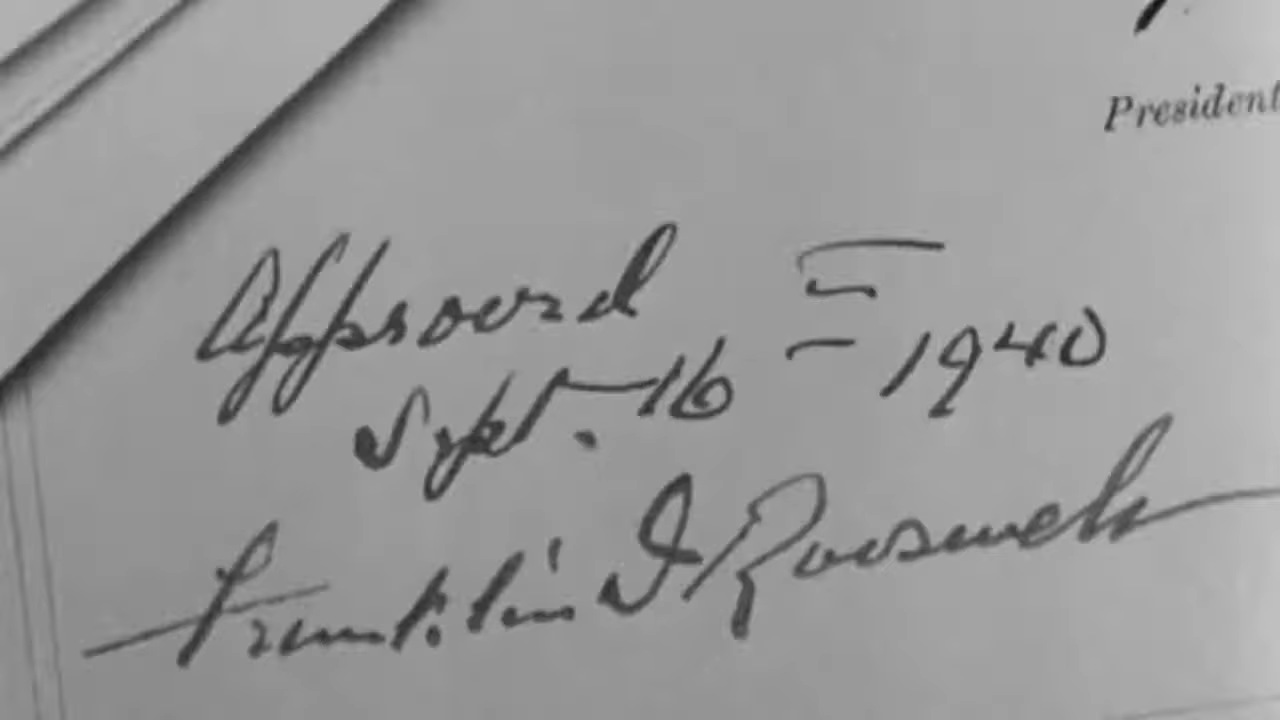 President
Approved
Sept. 16 — 1940
Franklin D Roosevelt